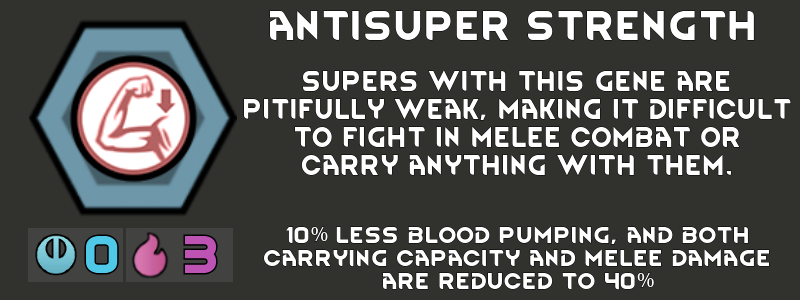 ANTISUPER STRENGTH
SUPERS WITH THIS GENE ARE
PITIFULLY WEAK, MAKING IT DIFFICULT
TO FIGHT IN MELEE COMBAT OR
CARRY ANYTHING WITH THEM.
0 3
10% LESS BLOOD PUMPING, AND BOTH
CARRYING CAPACITY AND MELEE DAMAGE
ARE REDUCED TO 40%